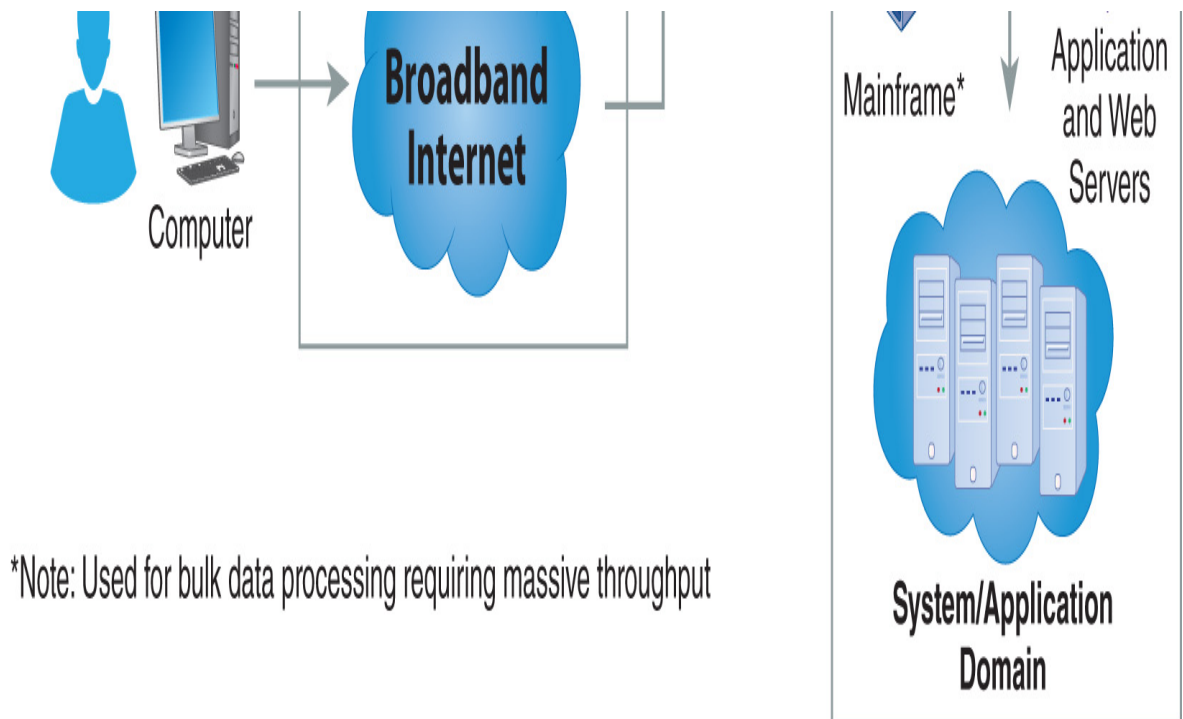 Broadband
Internet
Computer
Mainframe*
Application
and Web
Servers
*Note: Used for bulk data processing requiring massive throughput
System/Application
Domain